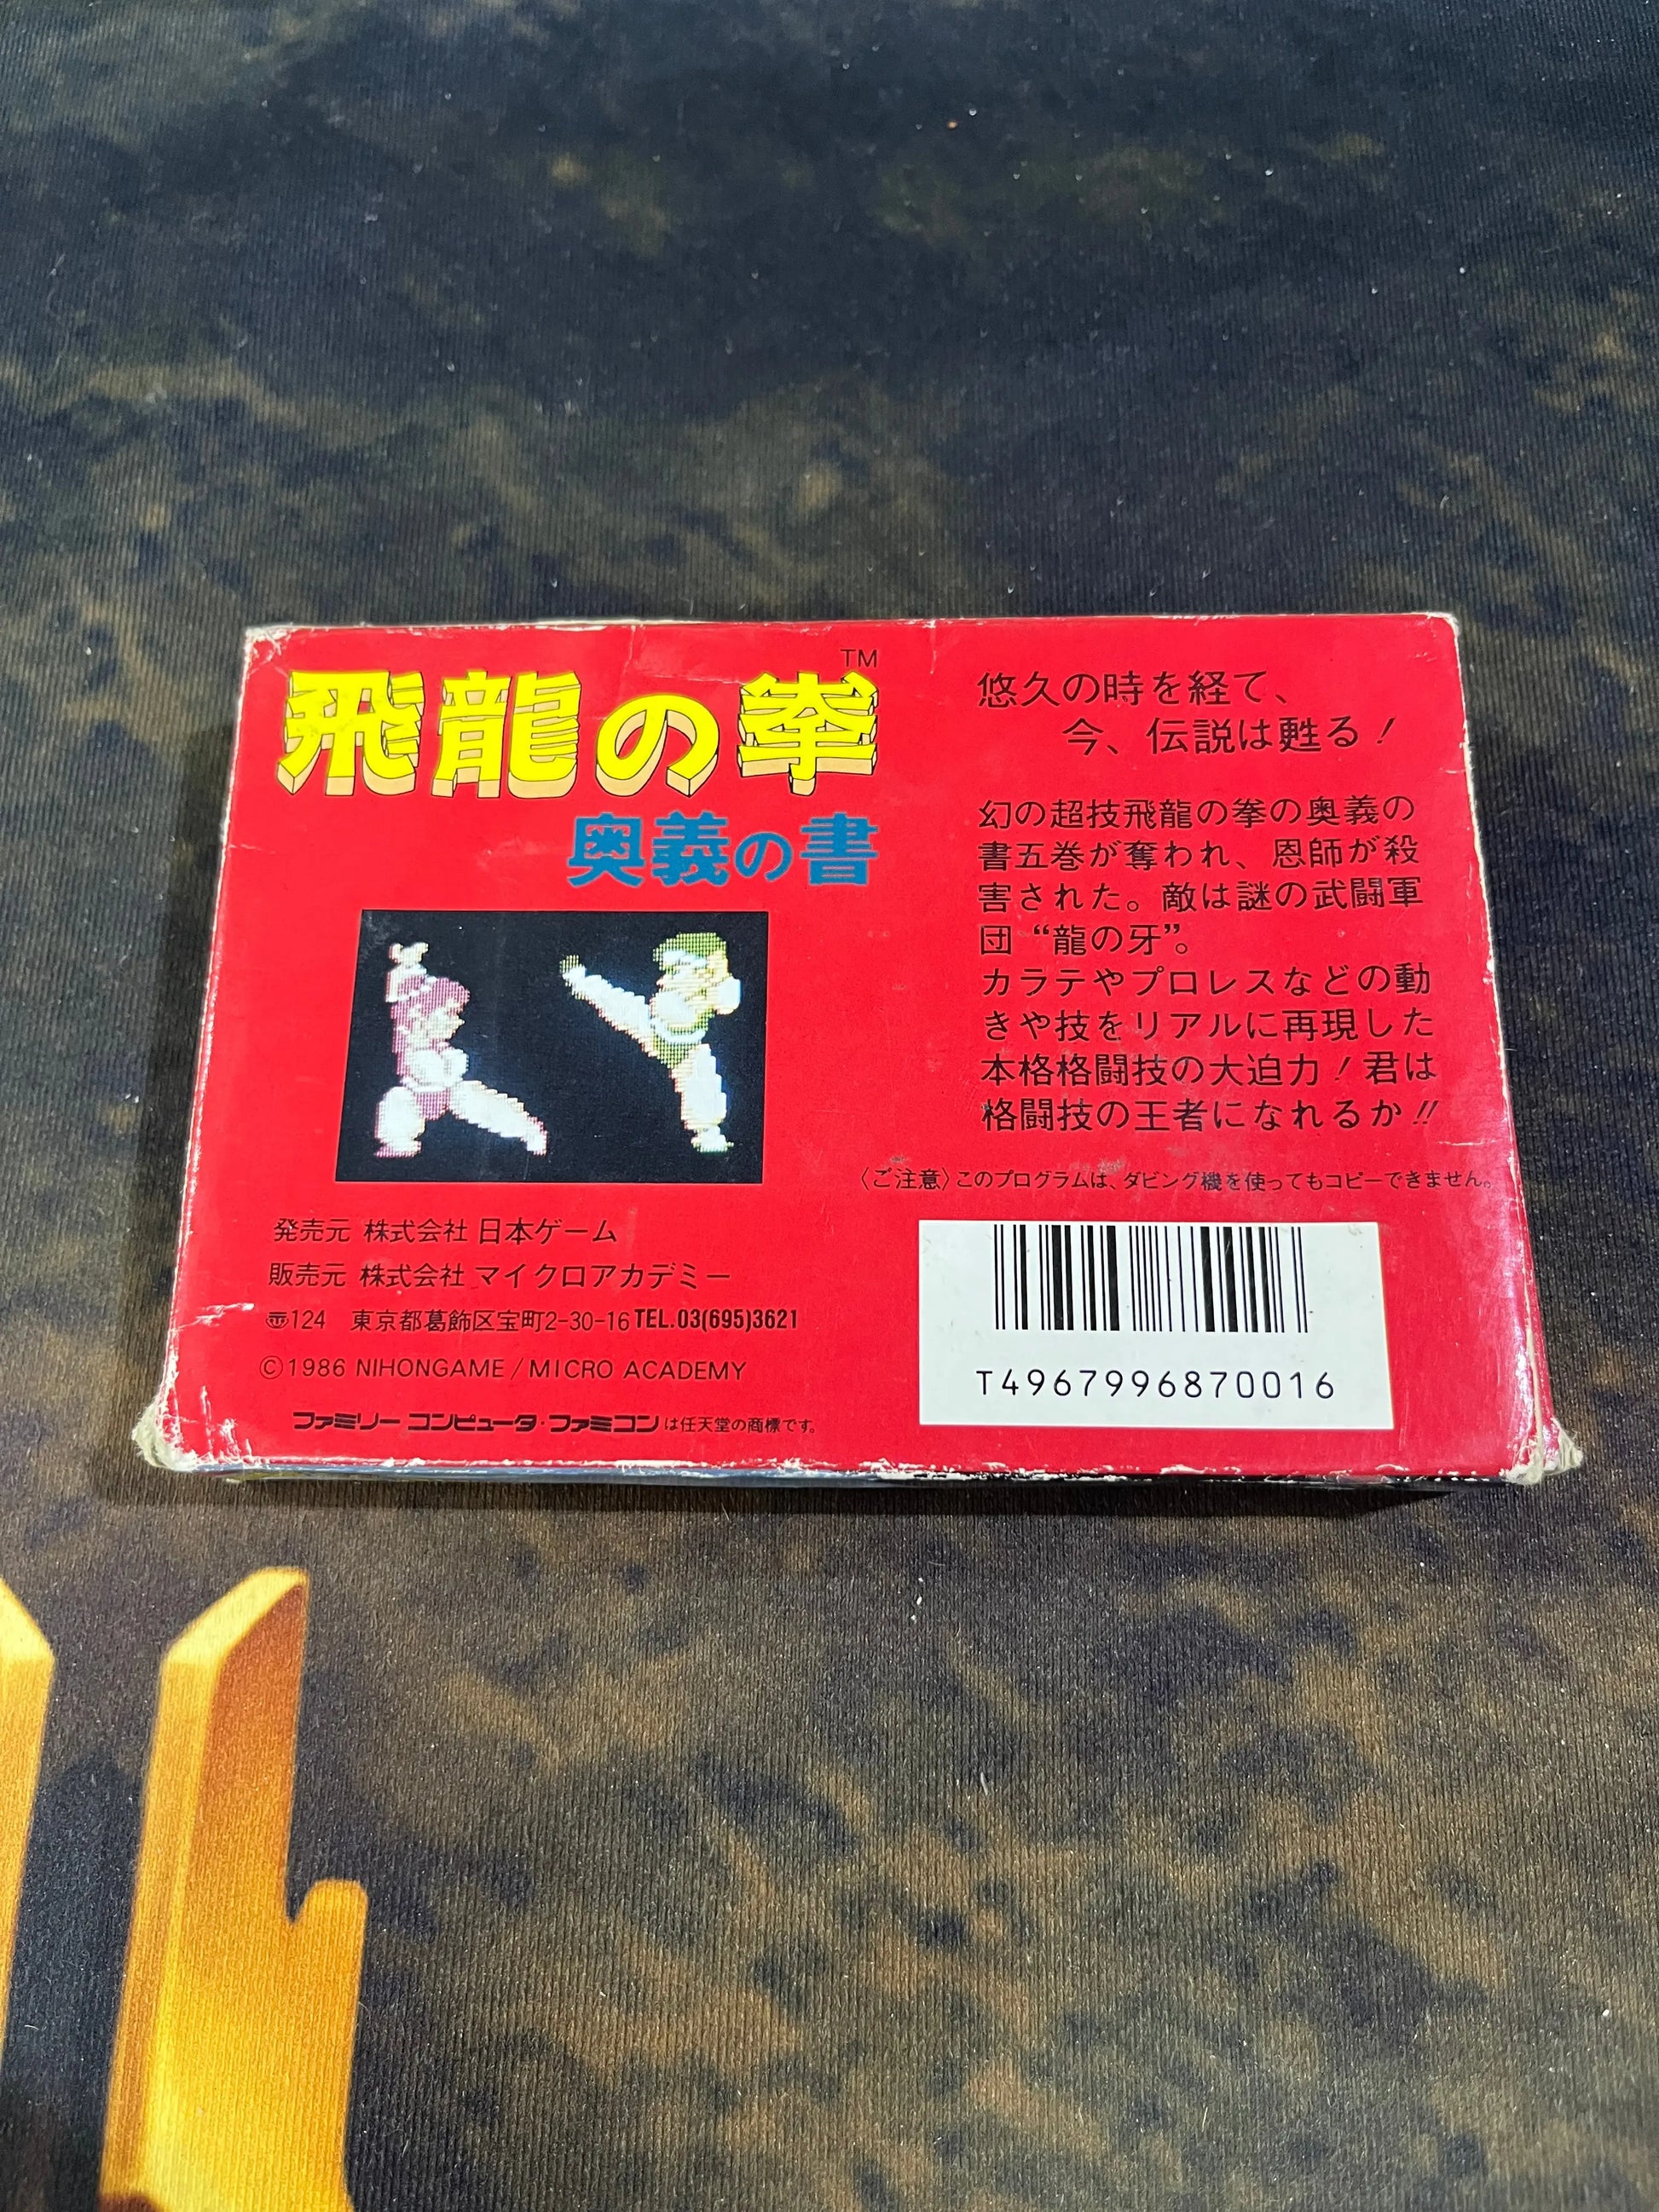 飛龍の拳 TM
奥義の書
悠久の時を経て、
今、伝説は甦る！
幻の超技飛龍の拳の奥義の
書五巻が奪われ、恩師が殺
害された。敵は謎の武闘軍
団“龍の牙”。
カラテやプロレスなどの動
きや技をリアルに再現した
本格格闘技の大迫力！君は
格闘技の王者になれるか!!
〈ご注意〉このプログラムは、ダビング機を使ってもコピーできません。
発売元 株式会社 日本ゲーム
販売元 株式会社 マイクロアカデミー
〠124 東京都葛飾区宝町2-30-16 TEL.03(695)3621
©1986 NIHONGAME/MICRO ACADEMY
ファミリーコンピュータ・ファミコンは任天堂の商標です。
T4967996870016